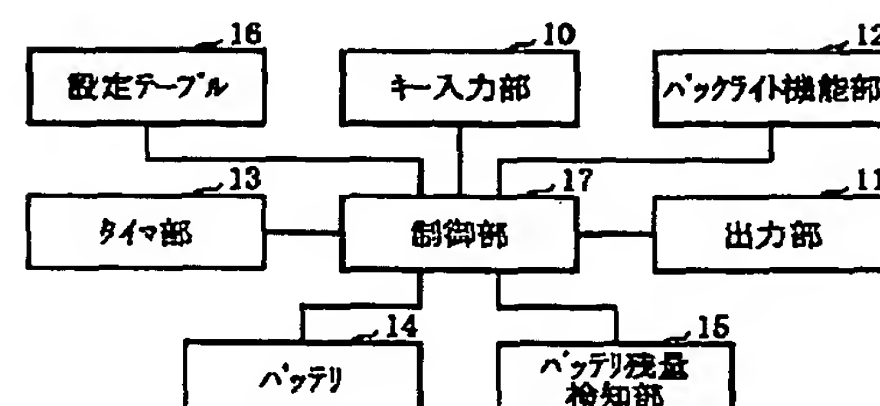 16
10
12
設定テーブル
キー入力部
バックライト機能部
13
17
11
タイマ部
制御部
出力部
14
15
バッテリ
バッテリ残量
検知部